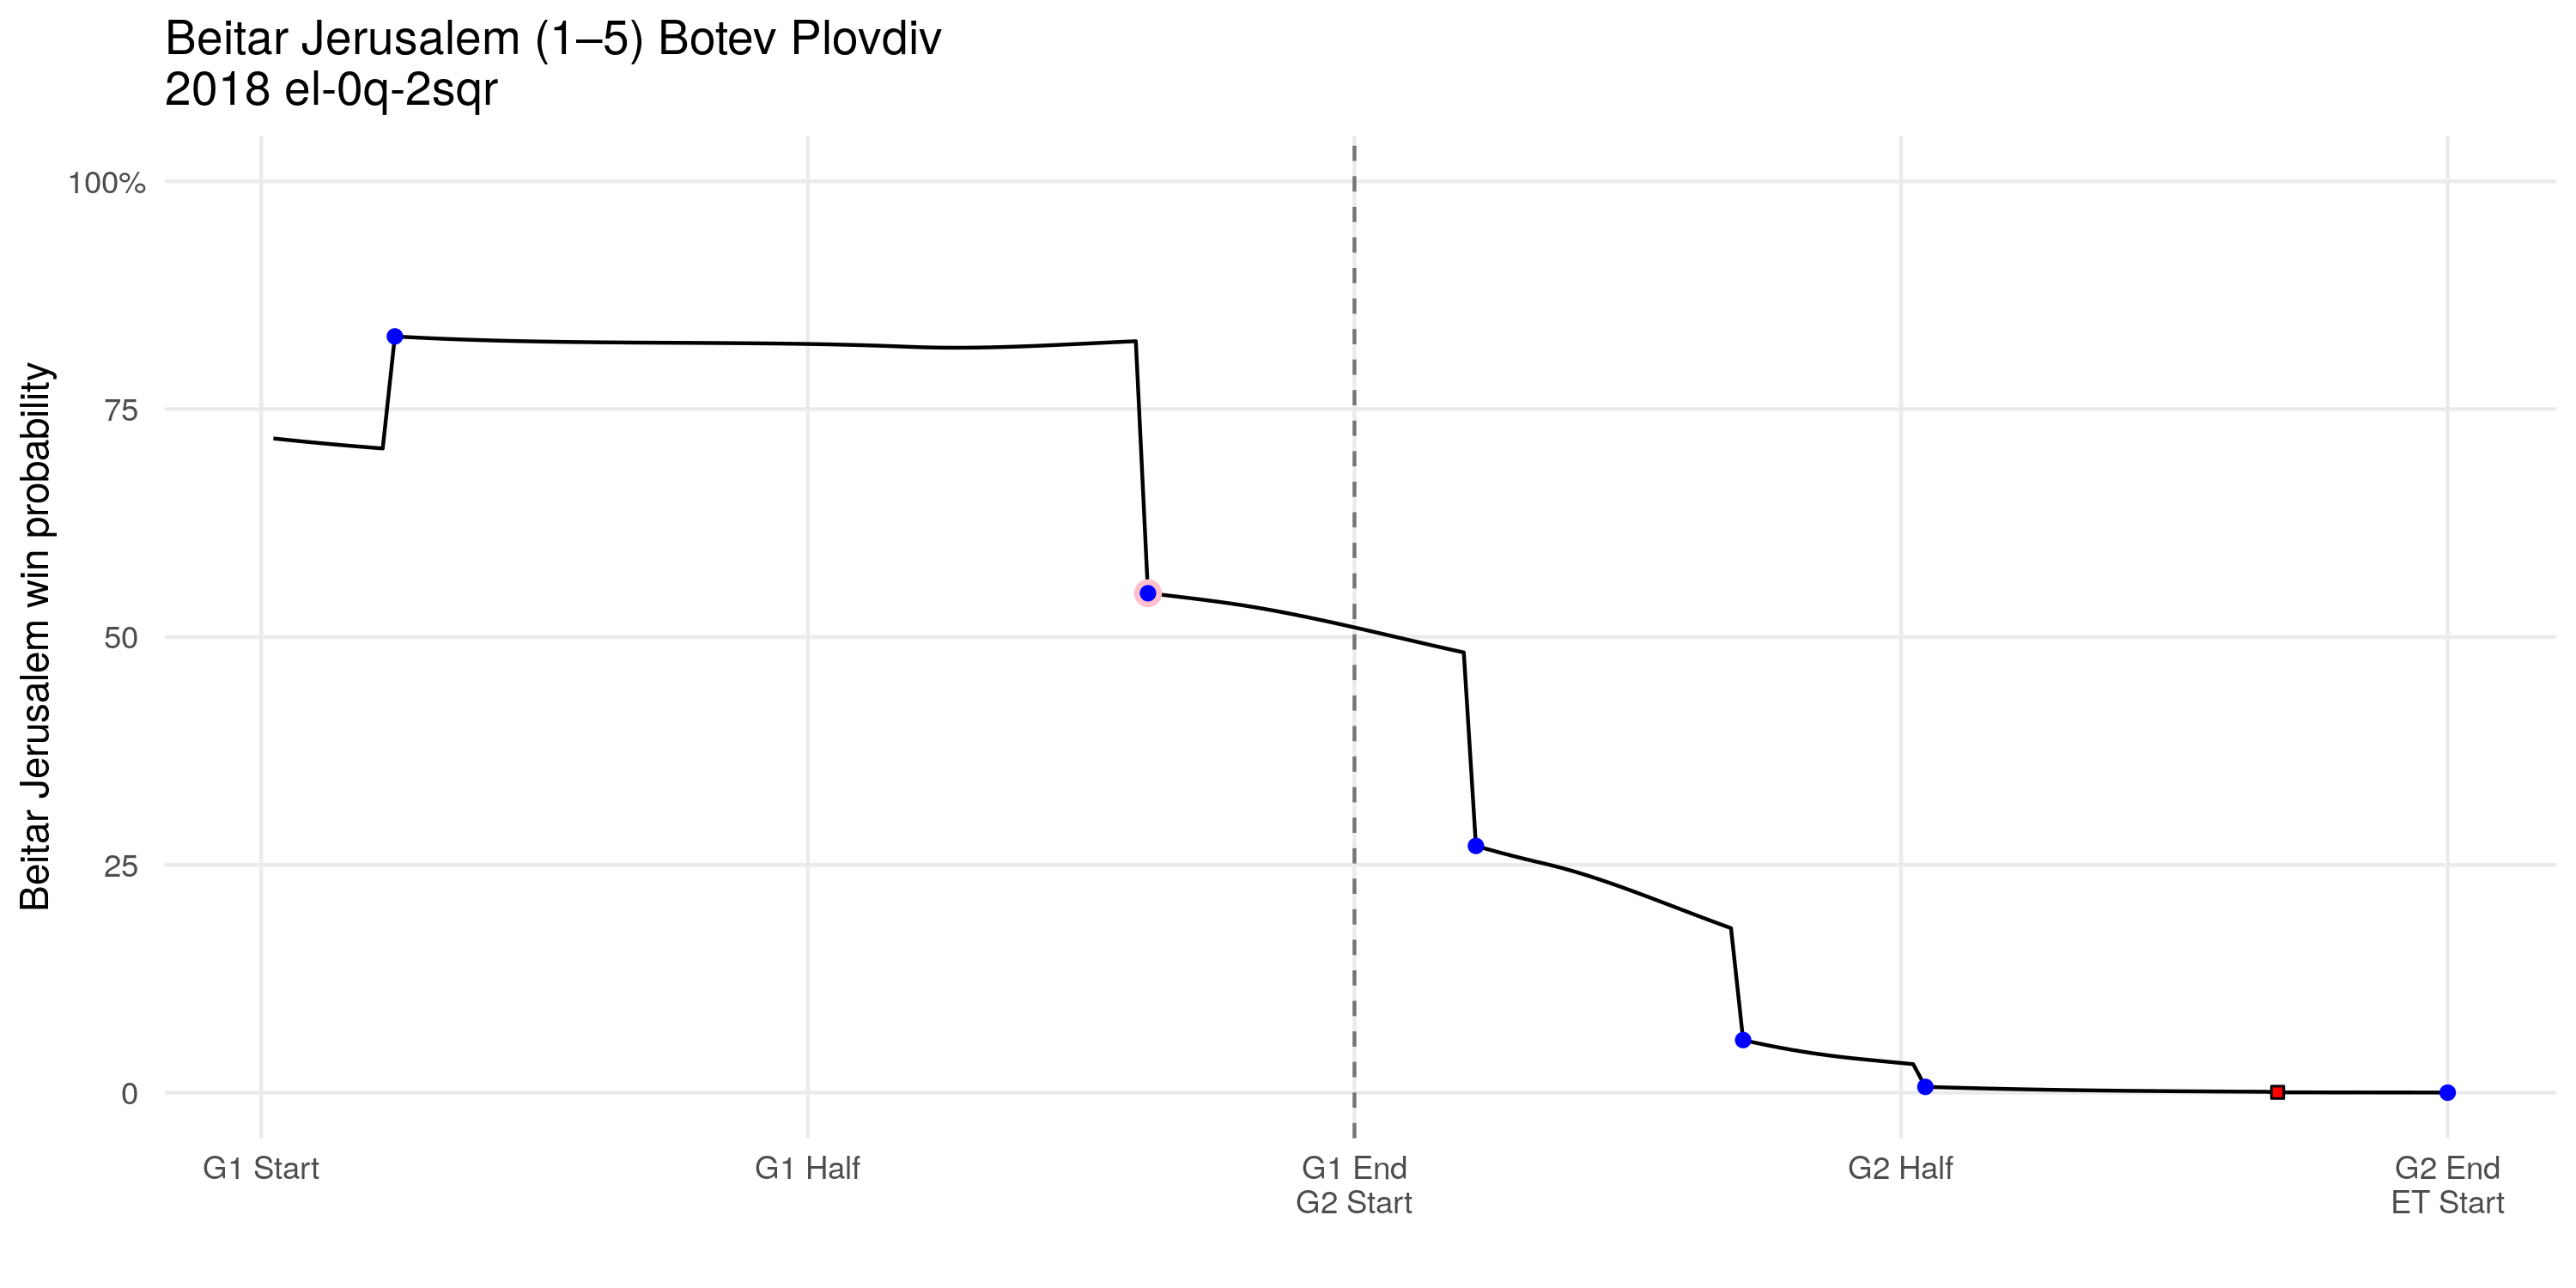 Beitar Jerusalem (1–5) Botev Plovdiv
2018 el-0q-2sqr
Beitar Jerusalem win probability
100%
75
50
25
0
G1 Start
G1 Half
G1 End
G2 Start
G2 Half
G2 End
ET Start